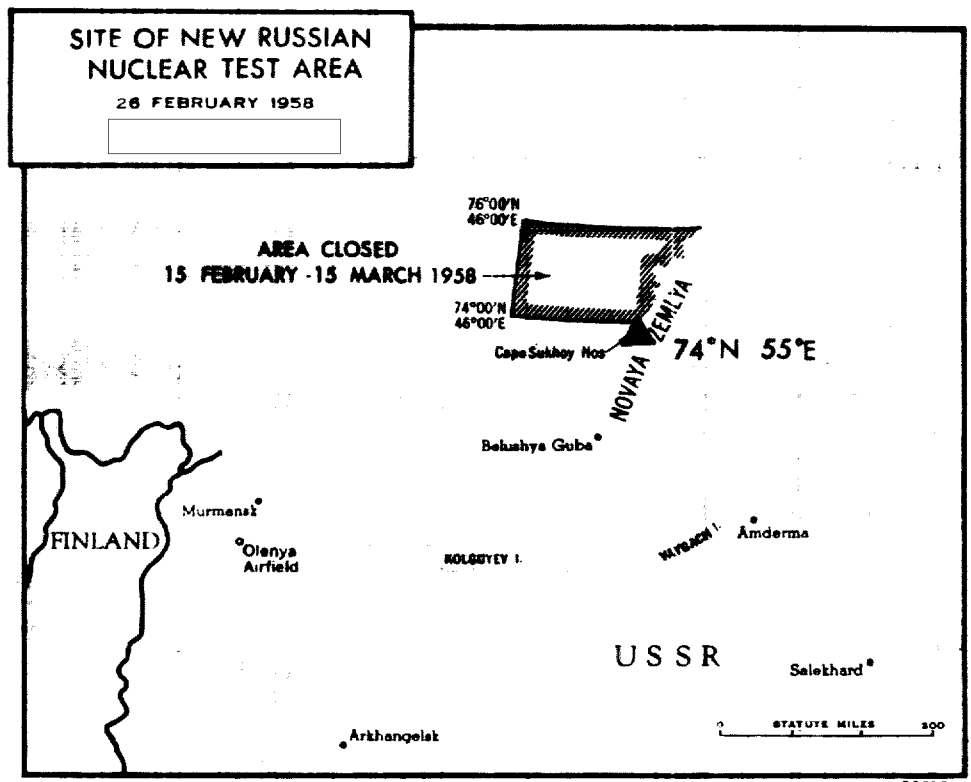 SITE OF NEW RUSSIAN
NUCLEAR TEST AREA
26 FEBRUARY 1958
76°00'N
46°00'E
AREA CLOSED
15 FEBRUARY - 15 MARCH 1958
74°00'N
46°00'E
Cape Sukhoy Nos
NOVAYA ZEMLYA
74°N 55°E
Belushya Guba
Murmansk
FINLAND
Olenya
Airfield
KOLGUYEV I.
VAYGACH I.
Amderma
USSR
Salekhard
0 STATUTE MILES 300
Arkhangelsk